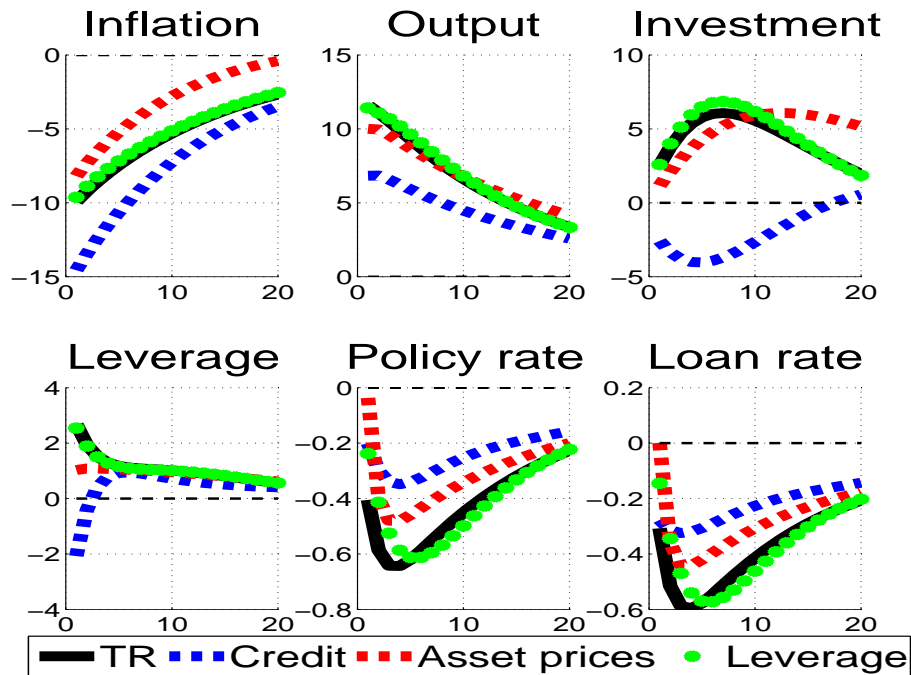 Inflation Output Investment
0 15 10
−5 10 5
−10 5 0
−15 0 −5
0 10 20 0 10 20 0 10 20
Leverage Policy rate Loan rate
4 0 0.2
2 −0.2 0
0 −0.4 −0.2
−2 −0.6 −0.4
−4 −0.8 −0.6
0 10 20 0 10 20 0 10 20
TR Credit Asset prices Leverage